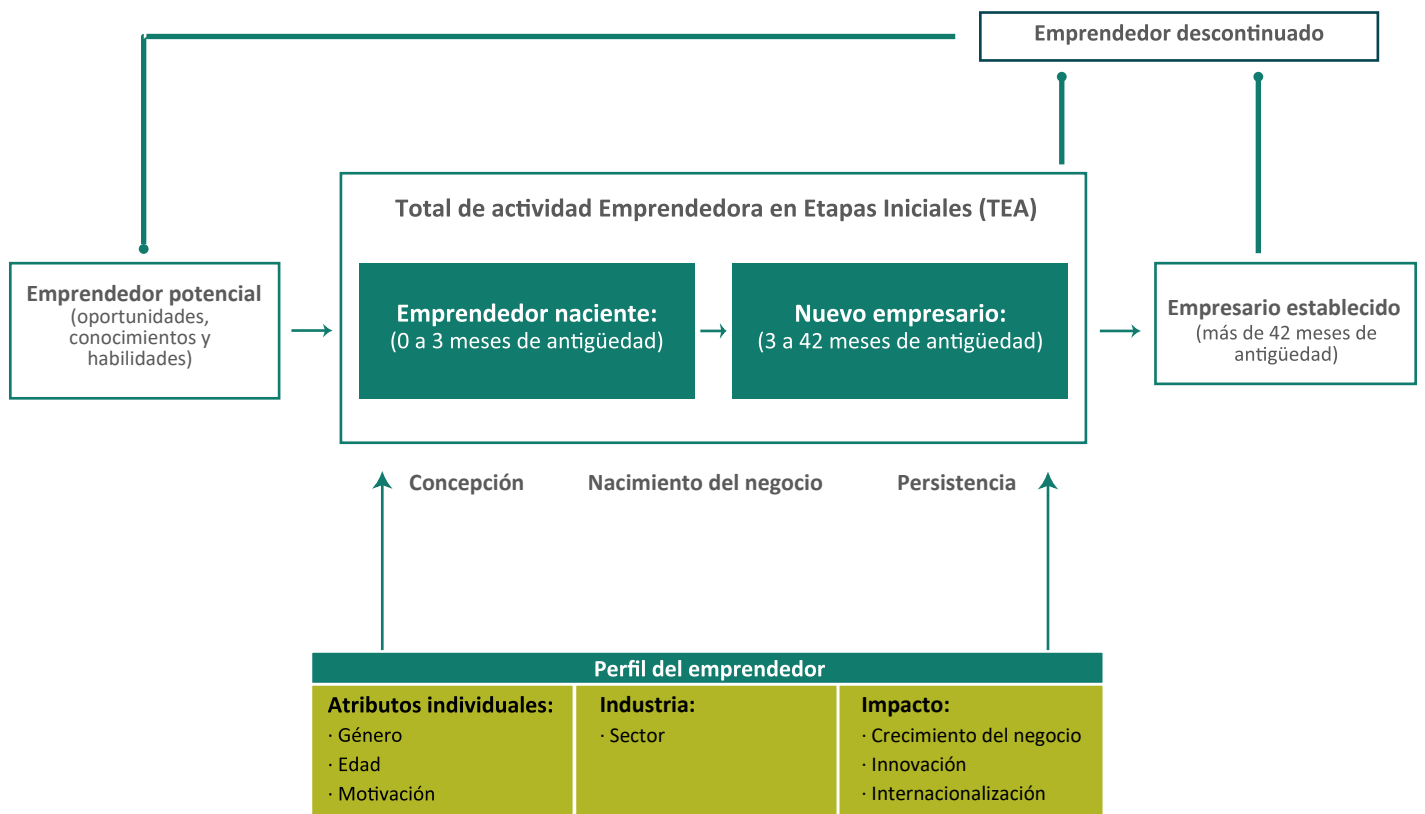 Emprendedor descontinuado
Total de actividad Emprendedora en Etapas Iniciales (TEA)
Emprendedor potencial
(oportunidades,
conocimientos y
habilidades)
Emprendedor naciente:
(0 a 3 meses de antigüedad)
Nuevo empresario:
(3 a 42 meses de antigüedad)
Empresario establecido
(más de 42 meses de
antigüedad)
Concepción
Nacimiento del negocio
Persistencia
Perfil del emprendedor
Atributos individuales:
· Género
· Edad
· Motivación
Industria:
· Sector
Impacto:
· Crecimiento del negocio
· Innovación
· Internacionalización